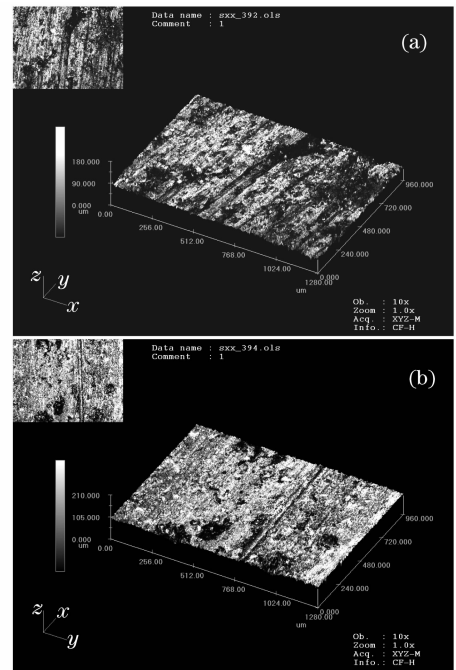 Data name : sxx_392.ols
Comment : 1
(a)
180.000
90.000
0.000
um
0.00
256.00
512.00
768.00
1024.00
1280.00
um
0.000
240.000
480.000
720.000
960.000
z
y
x
Ob. : 10x
Zoom : 1.0x
Acq. : XYZ-M
Info. : CF-H
Data name : sxx_394.ols
Comment : 1
(b)
210.000
105.000
0.000
um
0.00
256.00
512.00
768.00
1024.00
1280.00
um
0.000
240.000
480.000
720.000
960.000
z
x
y
Ob. : 10x
Zoom : 1.0x
Acq. : XYZ-M
Info.: CF-H